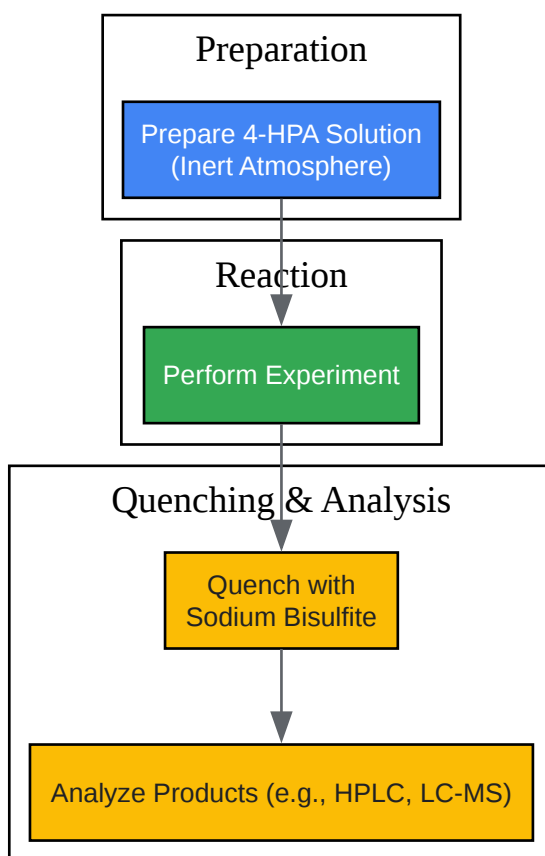 Preparation
Prepare 4-HPA Solution
(Inert Atmosphere)
Reaction
Perform Experiment
Quenching & Analysis
Quench with
Sodium Bisulfite
Analyze Products (e.g., HPLC, LC-MS)